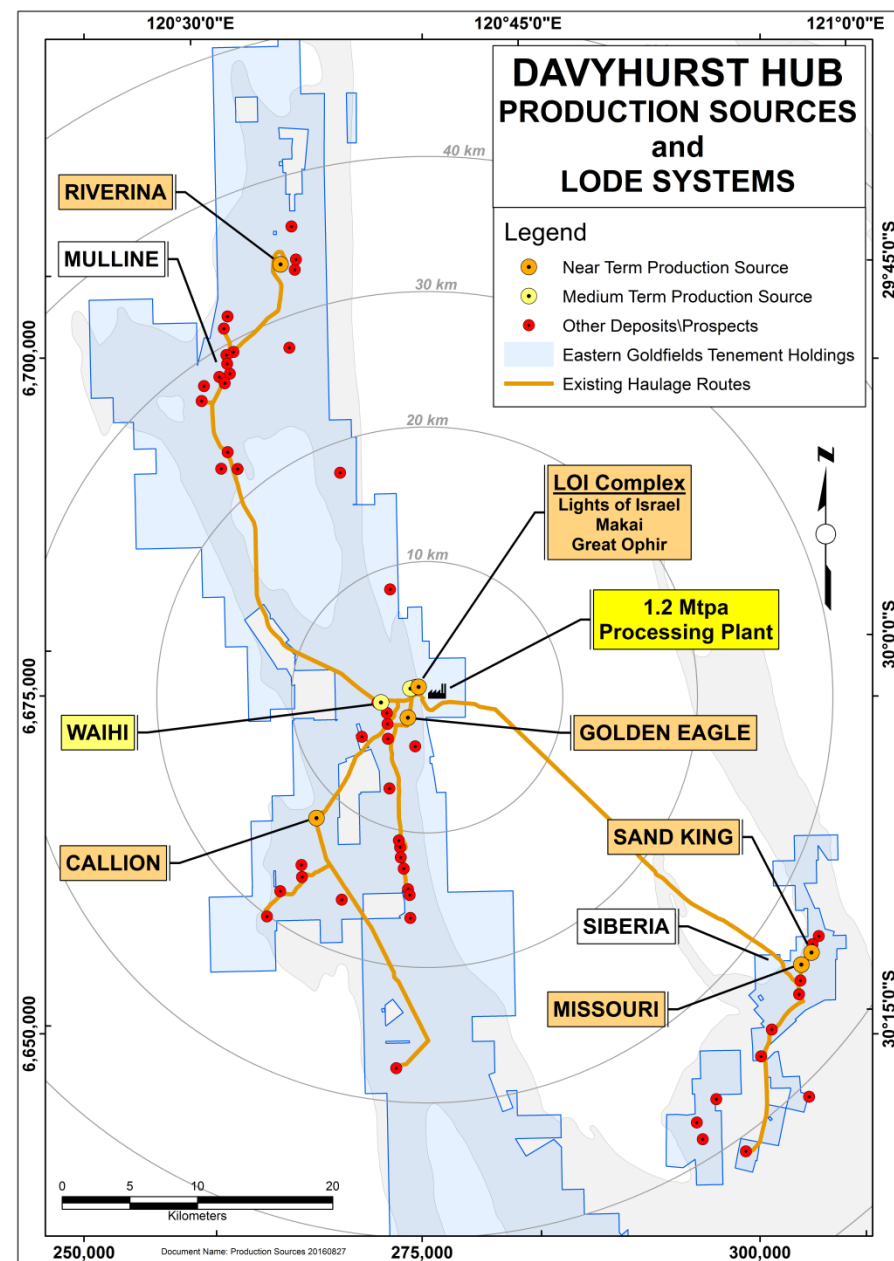 120°30'0"E
120°45'0"E
121°0'0"E
DAVYHURST HUB
PRODUCTION SOURCES
and
LODE SYSTEMS
40 km
RIVERINA
Legend
MULLINE
Near Term Production Source
29°45'0"S
30 km
Medium Term Production Source
Other Deposits\Prospects
6,700,000
Eastern Goldfields Tenement Holdings
Existing Haulage Routes
20 km
N
LOI Complex
Lights of Israel
Makai
Great Ophir
10 km
1.2 Mtpa
Processing Plant
30°0'0"S
6,675,000
WAIHI
GOLDEN EAGLE
SAND KING
CALLION
SIBERIA
MISSOURI
30°15'0"S
6,650,000
0 5 10 20
Kilometers
250,000
Document Name: Production Sources 20160827
275,000
300,000